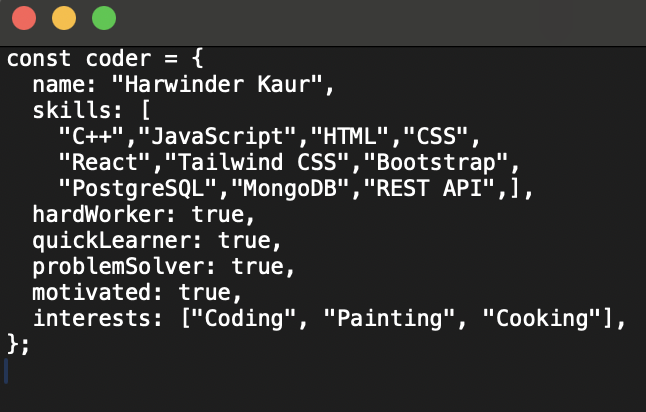 const coder = {
  name: "Harwinder Kaur",
  skills: [
    "C++","JavaScript","HTML","CSS",
    "React","Tailwind CSS","Bootstrap",
    "PostgreSQL","MongoDB","REST API",],
  hardWorker: true,
  quickLearner: true,
  problemSolver: true,
  motivated: true,
  interests: ["Coding", "Painting", "Cooking"],
};